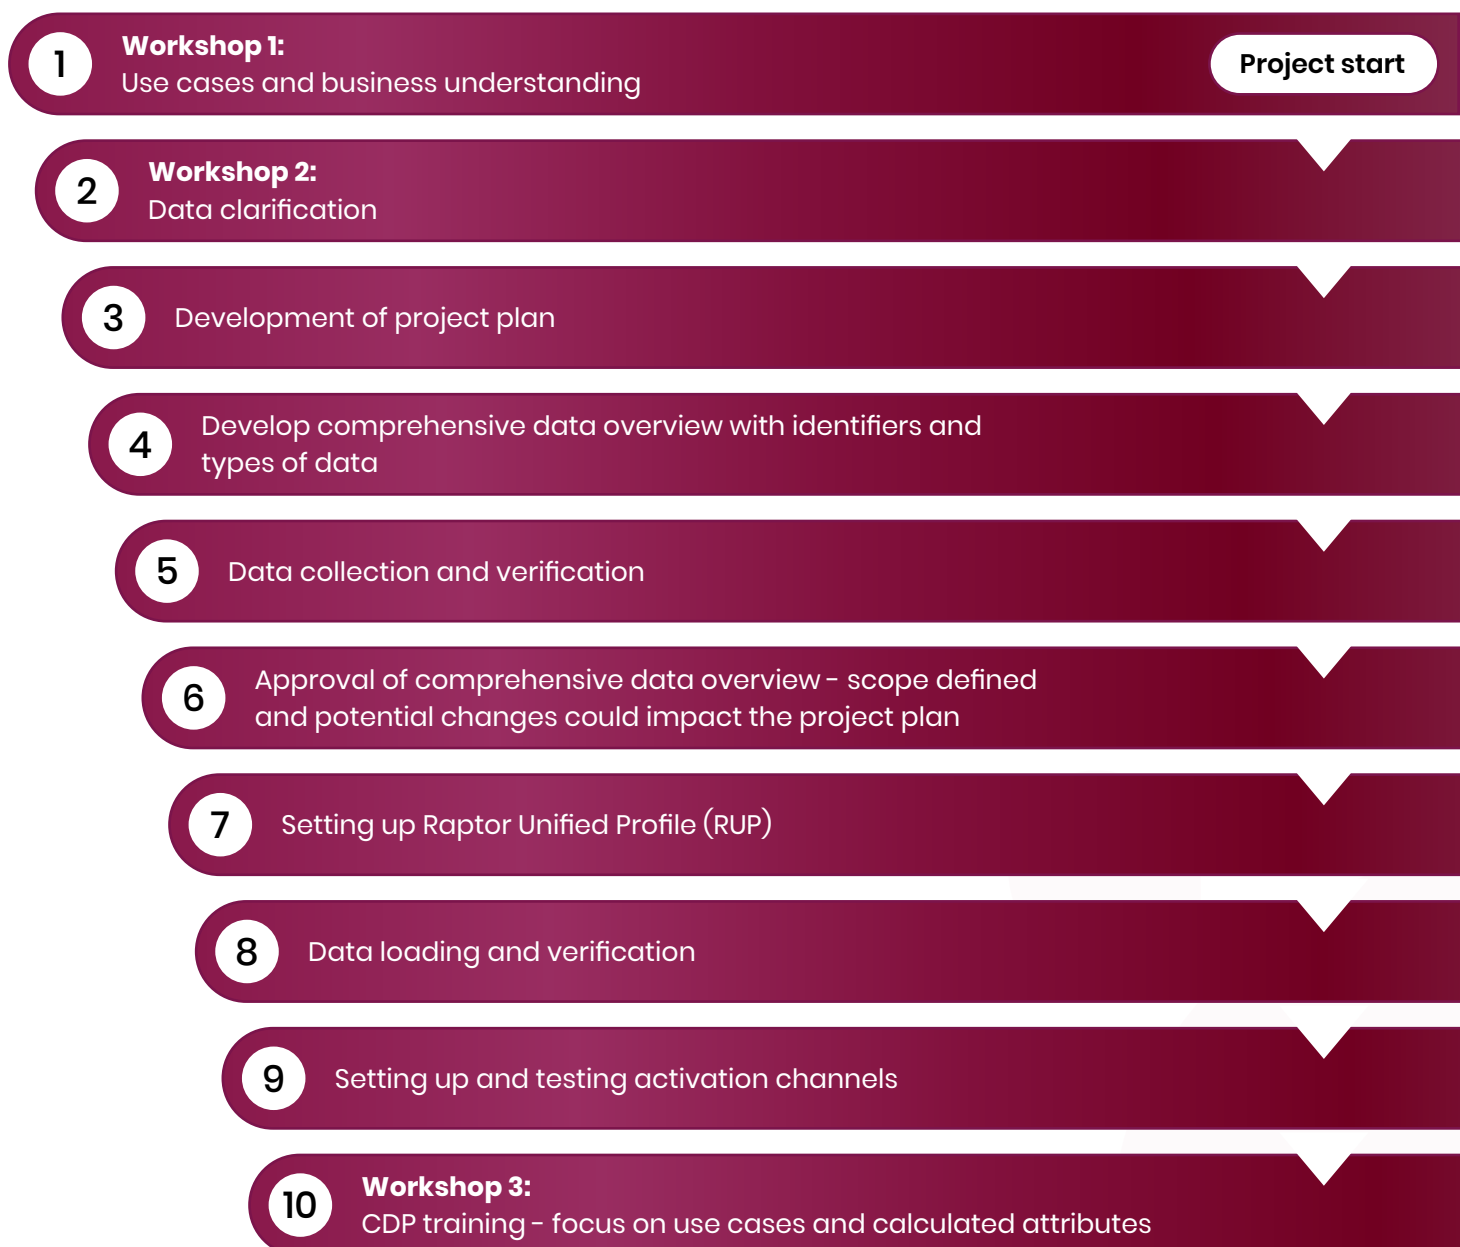 1
Workshop 1:
Use cases and business understanding
Project start
2
Workshop 2:
Data clarification
3
Development of project plan
4
Develop comprehensive data overview with identifiers and
types of data
5
Data collection and verification
6
Approval of comprehensive data overview - scope defined
and potential changes could impact the project plan
7
Setting up Raptor Unified Profile (RUP)
8
Data loading and verification
9
Setting up and testing activation channels
10
Workshop 3:
CDP training - focus on use cases and calculated attributes